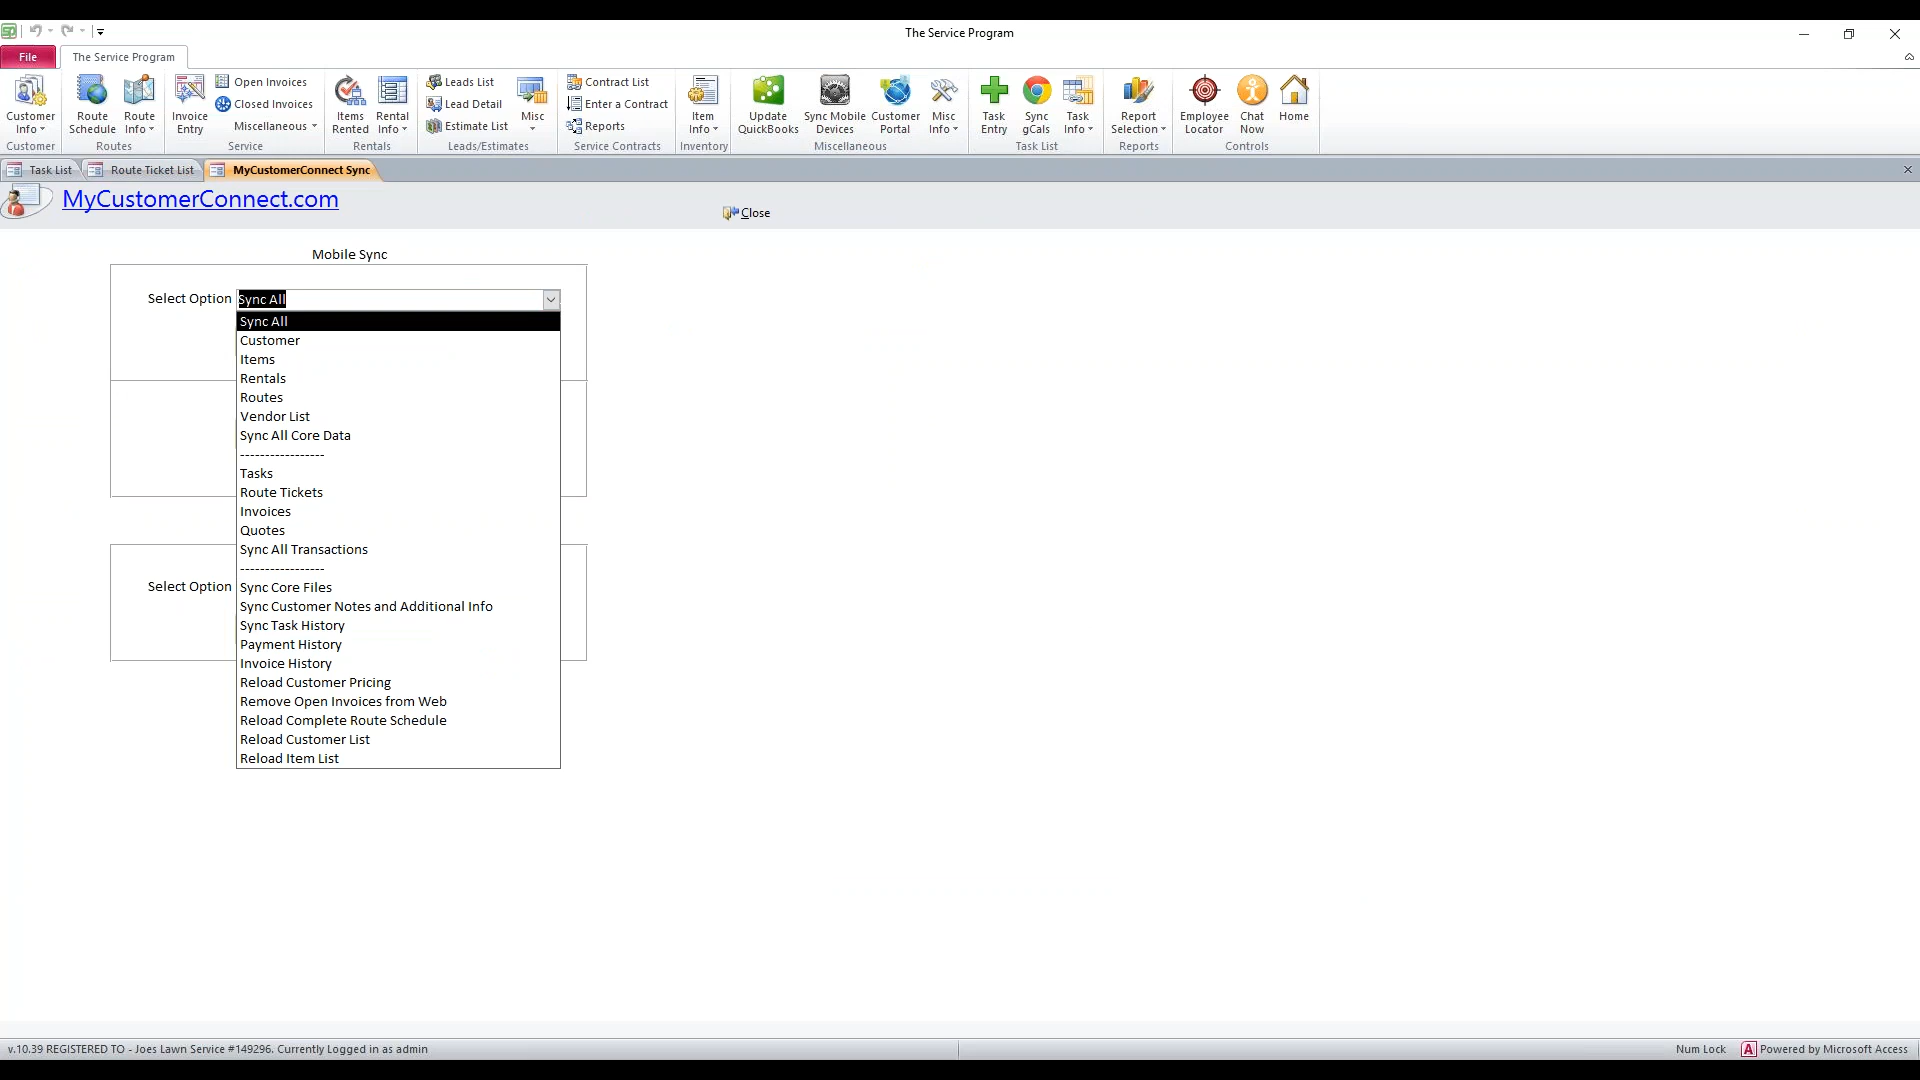 The Service Program
File
The Service Program
Customer Info
Customer
Route Schedule
Route Info
Routes
Invoice Entry
Open Invoices
Closed Invoices
Miscellaneous
Service
Items Rented
Rental Info
Rentals
Leads List
Lead Detail
Estimate List
Misc
Leads/Estimates
Contract List
Enter a Contract
Reports
Service Contracts
Item Info
Inventory
Update QuickBooks
Sync Mobile Devices
Customer Portal
Misc Info
Miscellaneous
Task Entry
Sync gCals
Task Info
Task List
Report Selection
Reports
Employee Locator
Chat Now
Home
Controls
Task List
Route Ticket List
MyCustomerConnect Sync
MyCustomerConnect.com
Close
Mobile Sync
Select Option Sync All
Sync All
Customer
Items
Rentals
Routes
Vendor List
Sync All Core Data
-----------------
Tasks
Route Tickets
Invoices
Quotes
Sync All Transactions
-----------------
Select Option
Sync Core Files
Sync Customer Notes and Additional Info
Sync Task History
Payment History
Invoice History
Reload Customer Pricing
Remove Open Invoices from Web
Reload Complete Route Schedule
Reload Customer List
Reload Item List
v.10.39 REGISTERED TO - Joes Lawn Service #149296. Currently Logged in as admin
Num Lock
A Powered by Microsoft Access